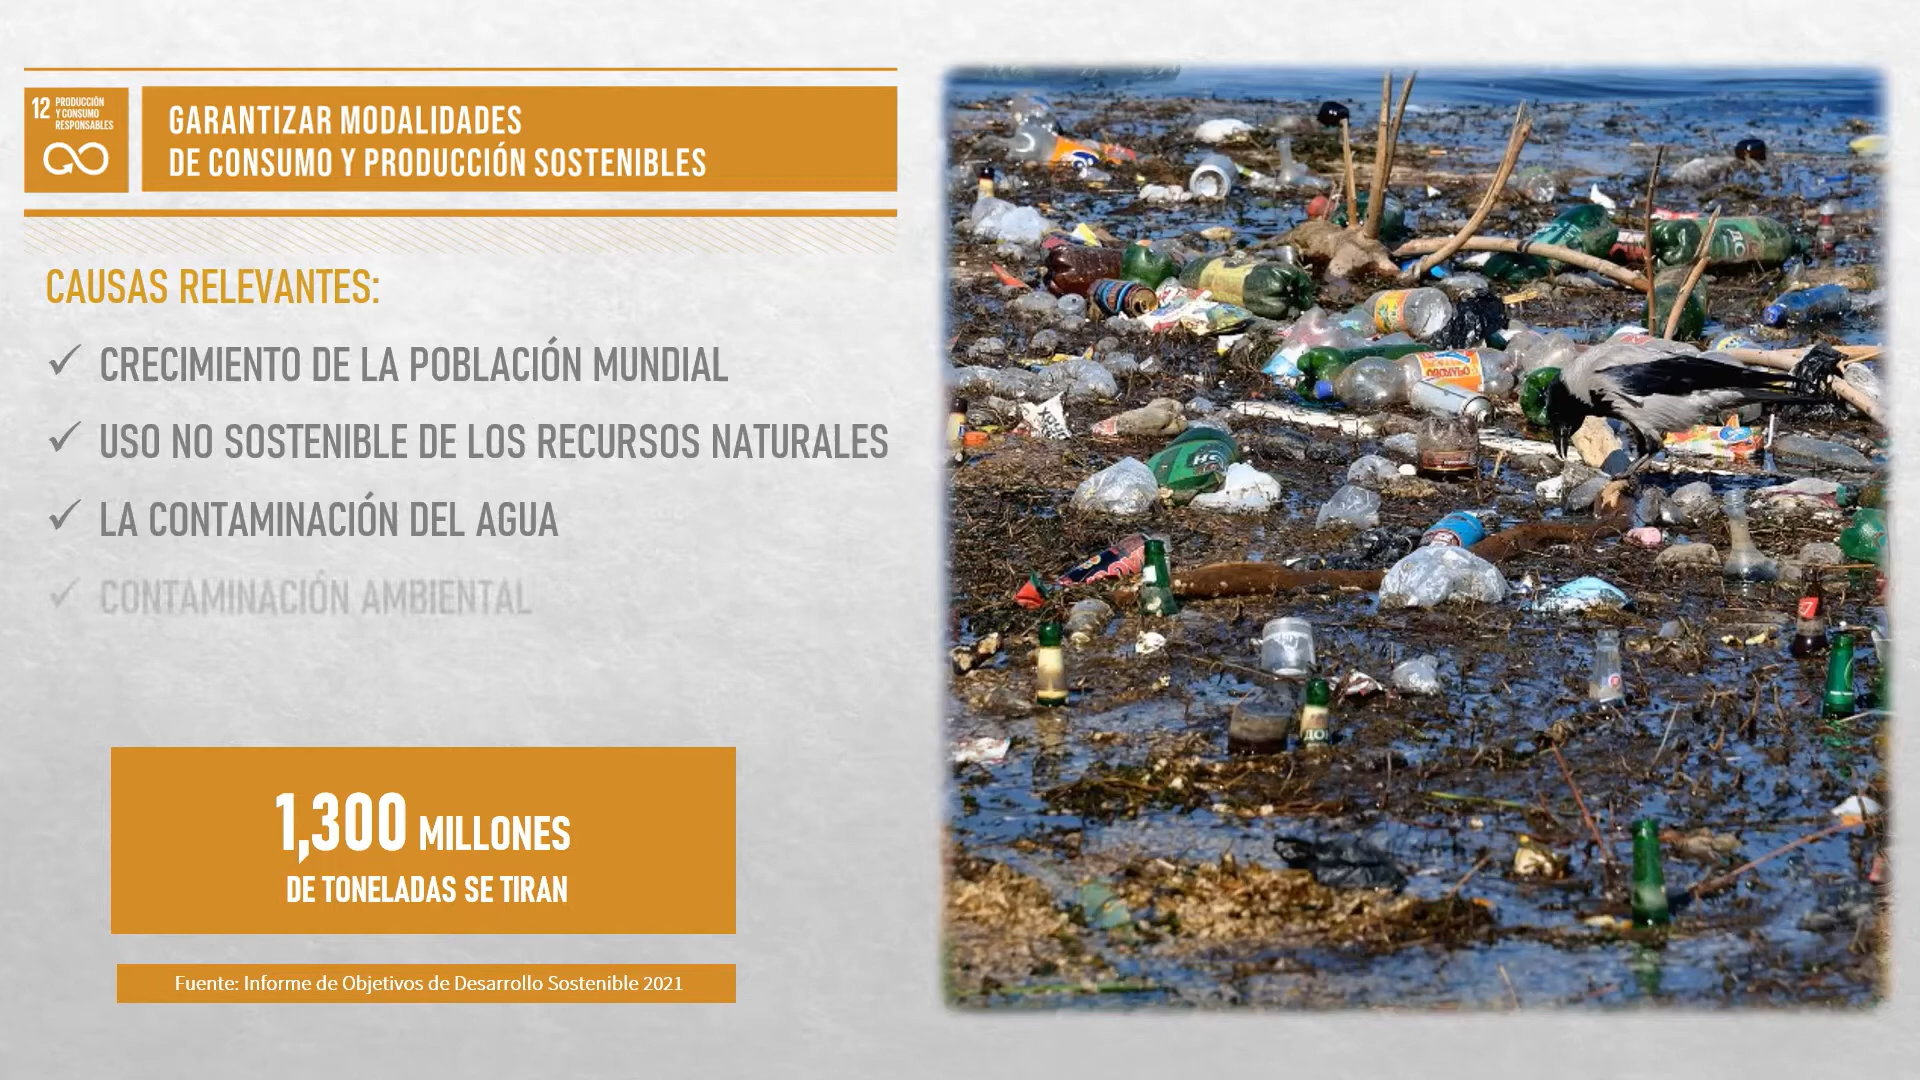 12 PRODUCCIÓN
Y CONSUMO
RESPONSABLES
GARANTIZAR MODALIDADES
DE CONSUMO Y PRODUCCIÓN SOSTENIBLES
CAUSAS RELEVANTES:
✓ CRECIMIENTO DE LA POBLACIÓN MUNDIAL
✓ USO NO SOSTENIBLE DE LOS RECURSOS NATURALES
✓ LA CONTAMINACIÓN DEL AGUA
✓ CONTAMINACIÓN AMBIENTAL
1,300 MILLONES
DE TONELADAS SE TIRAN
Fuente: Informe de Objetivos de Desarrollo Sostenible 2021